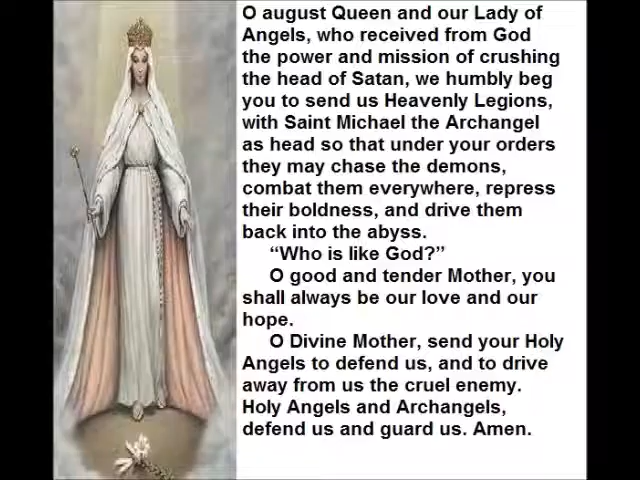 O august Queen and our Lady of
Angels, who received from God
the power and mission of crushing
the head of Satan, we humbly beg
you to send us Heavenly Legions,
with Saint Michael the Archangel
as head so that under your orders
they may chase the demons,
combat them everywhere, repress
their boldness, and drive them
back into the abyss.
“Who is like God?”
O good and tender Mother, you
shall always be our love and our
hope.
O Divine Mother, send your Holy
Angels to defend us, and to drive
away from us the cruel enemy.
Holy Angels and Archangels,
defend us and guard us. Amen.